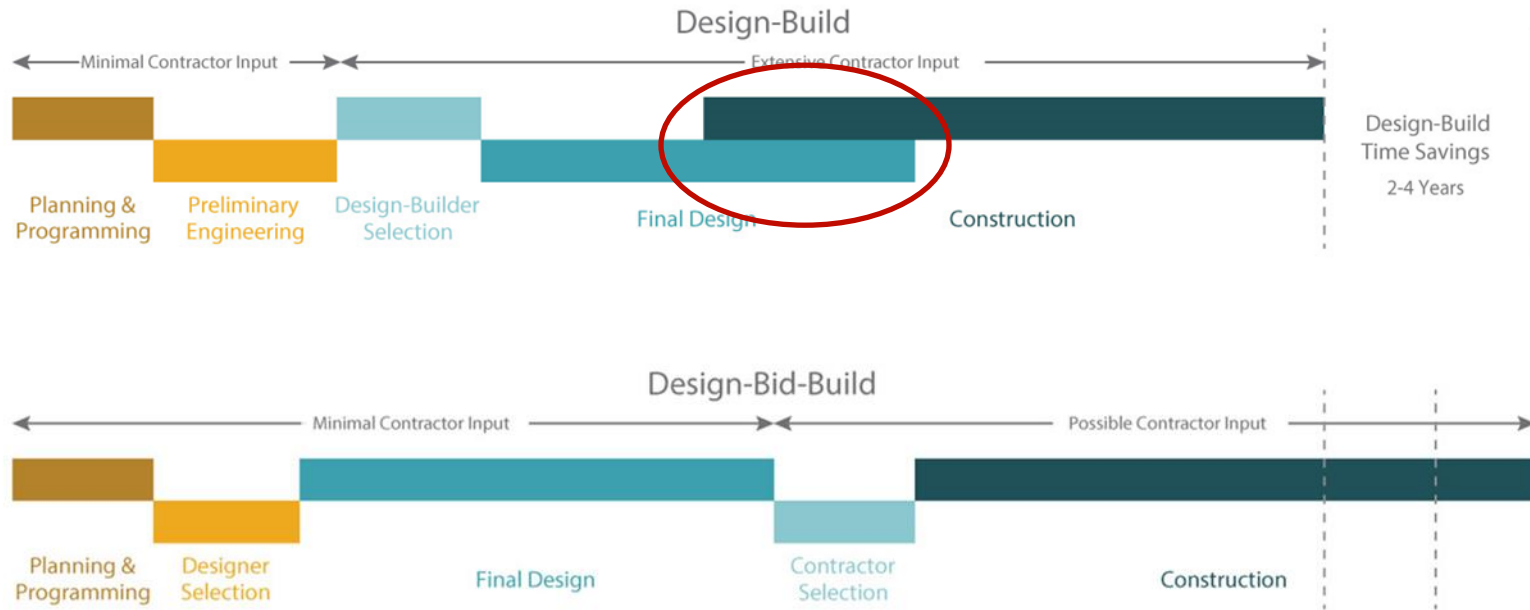 Design-Build
Minimal Contractor Input
Extensive Contractor Input
Design-Build
Time Savings
2-4 Years
Planning &
Programming
Preliminary
Engineering
Design-Builder
Selection
Final Design
Construction
Design-Bid-Build
Minimal Contractor Input
Possible Contractor Input
Planning &
Programming
Designer
Selection
Final Design
Contractor
Selection
Construction